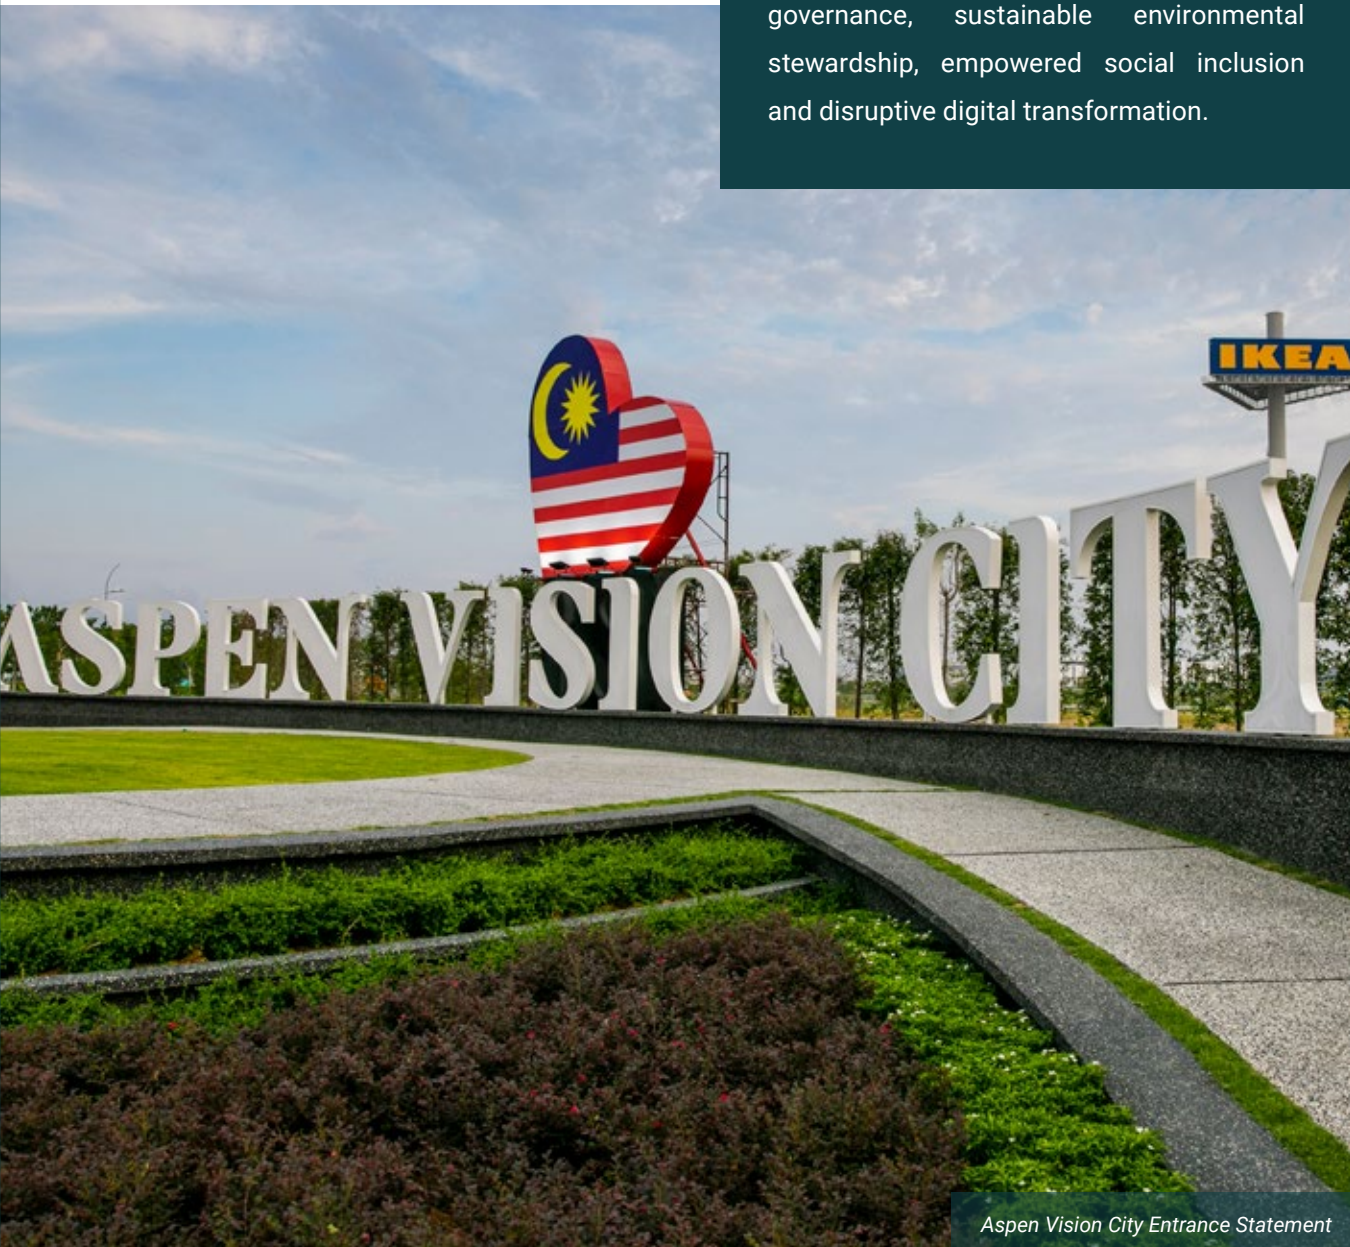 governance, sustainable environmental
stewardship, empowered social inclusion
and disruptive digital transformation.
IKEA
ASPEN VISION CITY
Aspen Vision City Entrance Statement